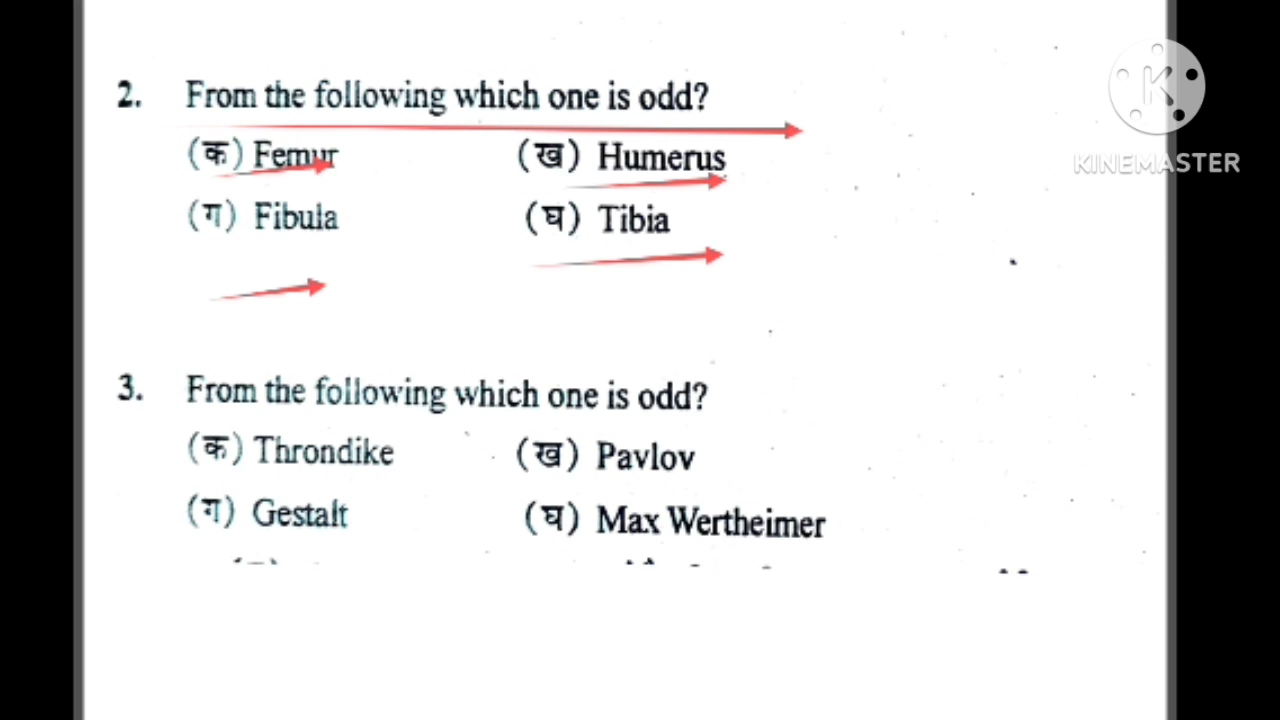 2. From the following which one is odd?
(क) Femur (ख) Humerus
(ग) Fibula (घ) Tibia
3. From the following which one is odd?
(क) Throndike (ख) Pavlov
(ग) Gestalt (घ) Max Wertheimer
KINEMASTER